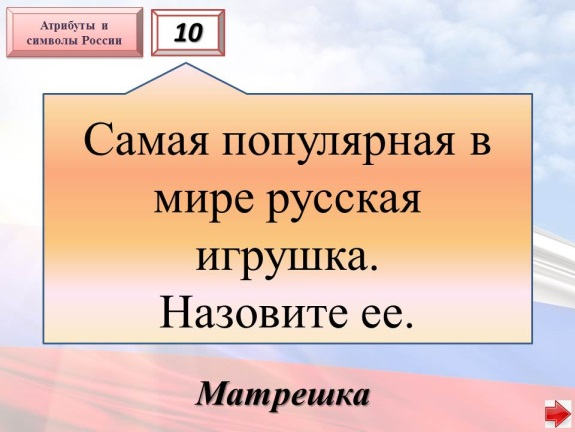 Атрибуты и
символы России
10
Самая популярная в
мире русская
игрушка.
Назовите ее.
Матрешка